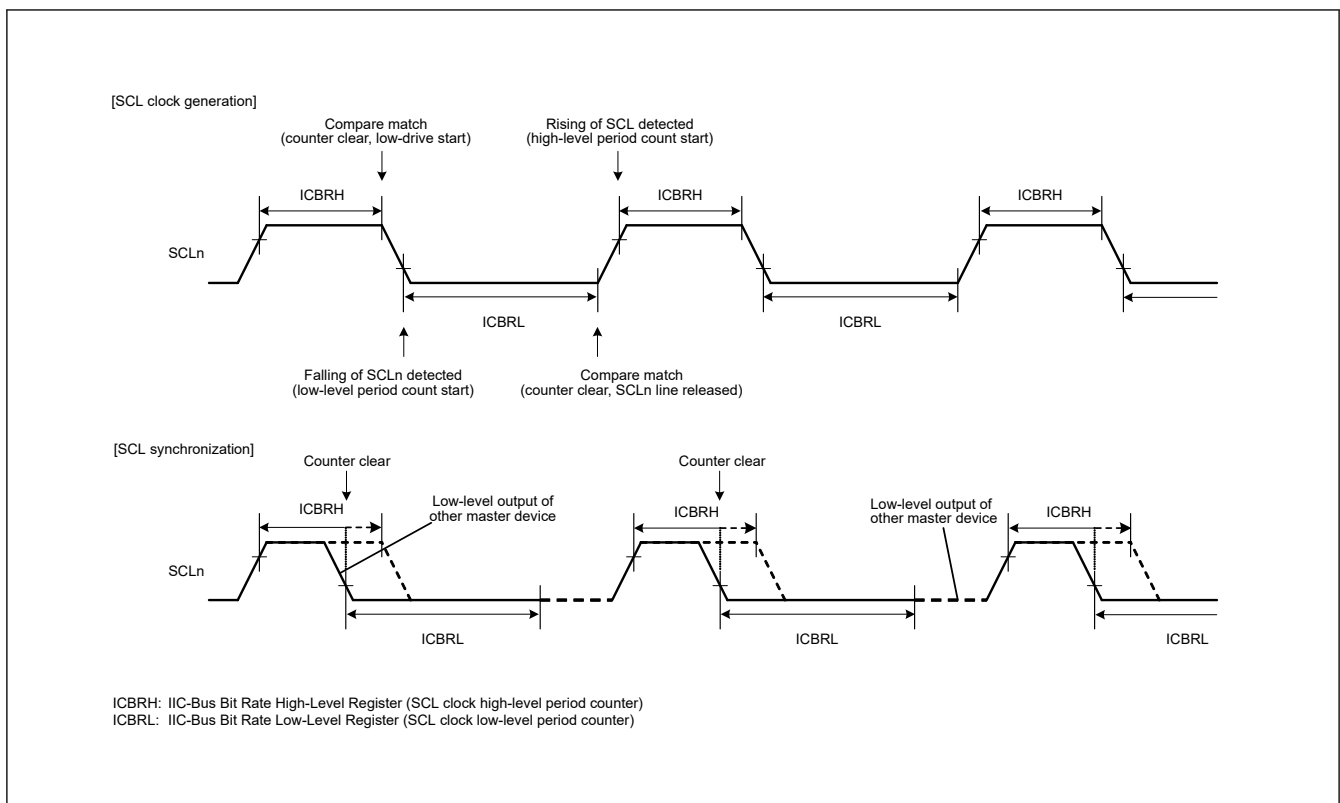 [SCL clock generation]
Compare match
(counter clear, low-drive start)
Rising of SCL detected
(high-level period count start)
ICBRH
ICBRH
ICBRH
SCLn
ICBRL
ICBRL
Falling of SCLn detected
(low-level period count start)
Compare match
(counter clear, SCLn line released)
[SCL synchronization]
Counter clear
Counter clear
ICBRH
Low-level output of
other master device
ICBRH
Low-level output of
other master device
ICBRH
SCLn
ICBRL
ICBRL
ICBRL
ICBRH: IIC-Bus Bit Rate High-Level Register (SCL clock high-level period counter)
ICBRL: IIC-Bus Bit Rate Low-Level Register (SCL clock low-level period counter)